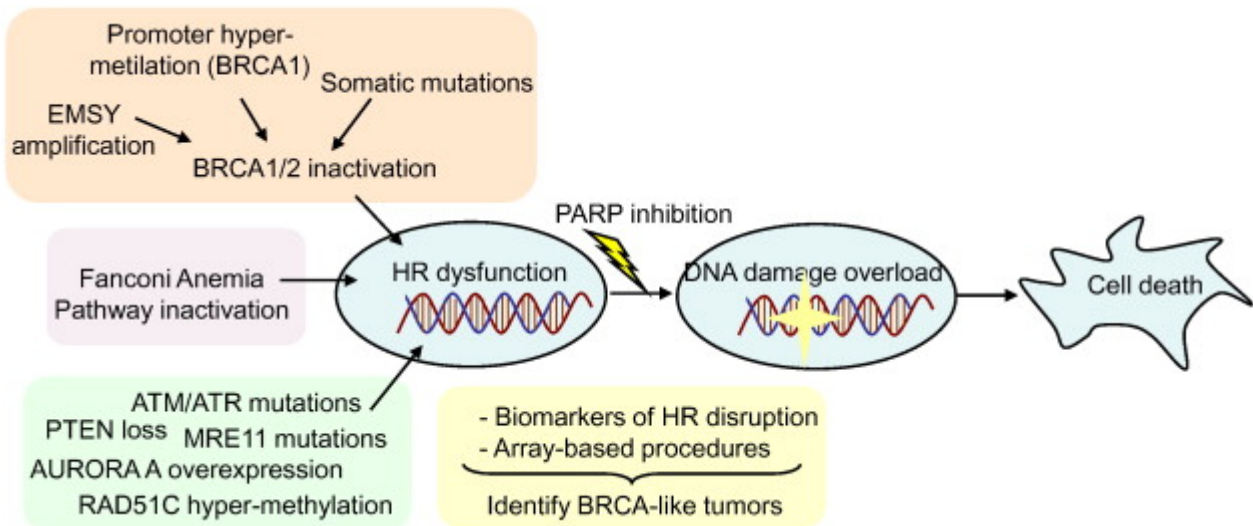 Promoter hyper-
metilation (BRCA1)
Somatic mutations
EMSY
amplification
BRCA1/2 inactivation
PARP inhibition
Fanconi Anemia
Pathway inactivation
HR dysfunction
DNA damage overload
Cell death
ATM/ATR mutations
PTEN loss
MRE11 mutations
AURORA A overexpression
RAD51C hyper-methylation
- Biomarkers of HR disruption
- Array-based procedures
Identify BRCA-like tumors